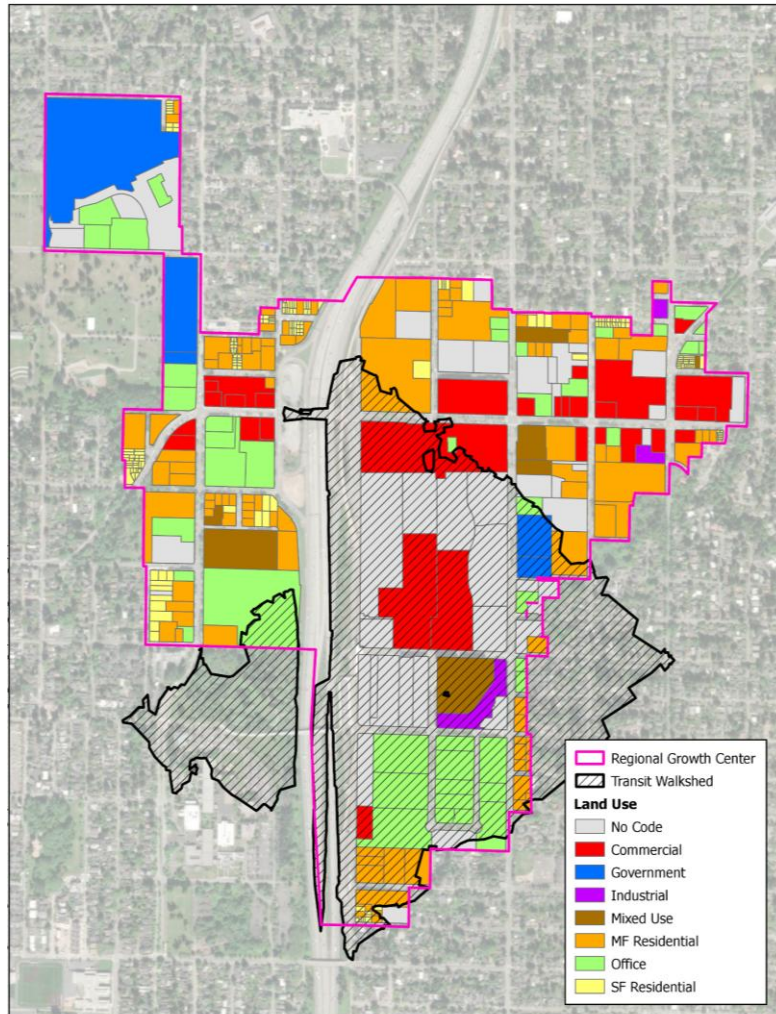 Regional Growth Center
Transit Walkshed
Land Use
No Code
Commercial
Government
Industrial
Mixed Use
MF Residential
Office
SF Residential